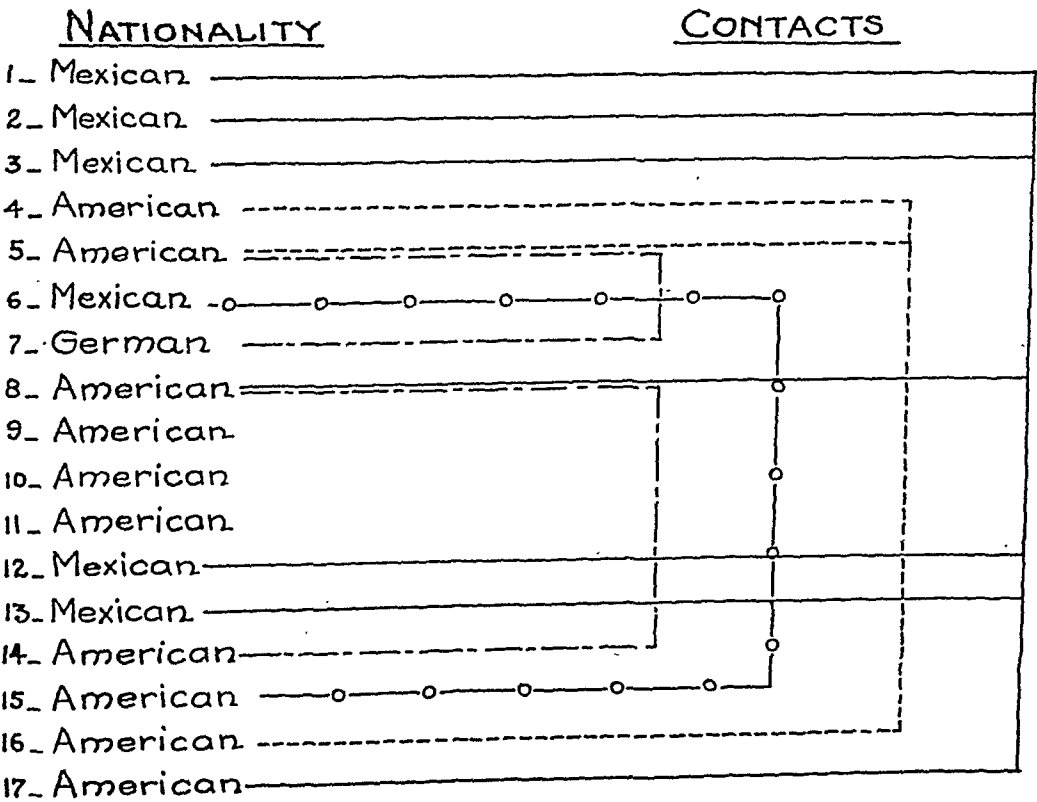 NATIONALITY CONTACTS
1_ Mexican
2_ Mexican
3_ Mexican
4_ American
5_ American
6_ Mexican
7_ German
8_ American
9_ American
10_ American
11_ American
12_ Mexican
13_ Mexican
14_ American
15_ American
16_ American
17_ American